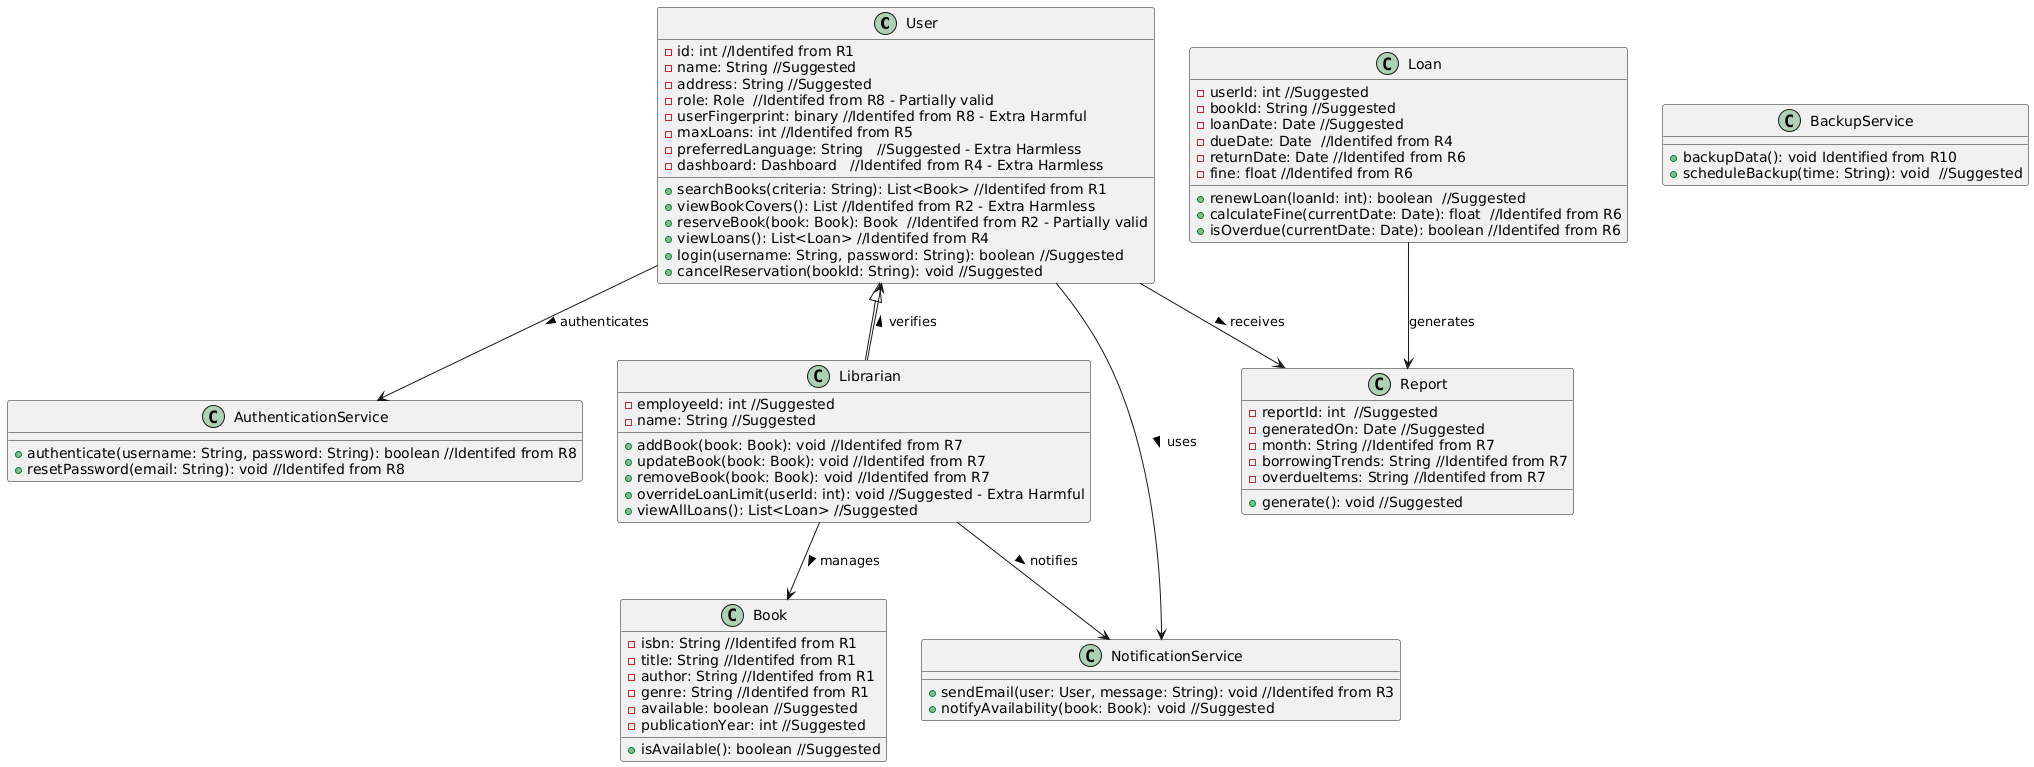 C User
id: int //Identifed from R1
name: String //Suggested
address: String //Suggested
role: Role  //Identifed from R8 - Partially valid
userFingerprint: binary //Identifed from R8 - Extra Harmful
maxLoans: int //Identifed from R5
preferredLanguage: String   //Suggested - Extra Harmless
dashboard: Dashboard   //Identifed from R4 - Extra Harmless
searchBooks(criteria: String): List<Book> //Identifed from R1
viewBookCovers(): List //Identifed from R2 - Extra Harmless
reserveBook(book: Book): Book  //Identifed from R2 - Partially valid
viewLoans(): List<Loan> //Identifed from R4
login(username: String, password: String): boolean //Suggested
cancelReservation(bookId: String): void //Suggested
C Loan
userId: int //Suggested
bookId: String //Suggested
loanDate: Date //Suggested
dueDate: Date  //Identifed from R4
returnDate: Date //Identifed from R6
fine: float //Identifed from R6
renewLoan(loanId: int): boolean  //Suggested
calculateFine(currentDate: Date): float  //Identifed from R6
isOverdue(currentDate: Date): boolean //Identifed from R6
C BackupService
backupData(): void Identified from R10
scheduleBackup(time: String): void  //Suggested
authenticates
verifies
receives
generates
C AuthenticationService
authenticate(username: String, password: String): boolean //Identifed from R8
resetPassword(email: String): void //Identifed from R8
C Librarian
employeeId: int //Suggested
name: String //Suggested
addBook(book: Book): void //Identifed from R7
updateBook(book: Book): void //Identifed from R7
removeBook(book: Book): void //Identifed from R7
overrideLoanLimit(userId: int): void //Suggested - Extra Harmful
viewAllLoans(): List<Loan> //Suggested
uses
C Report
reportId: int  //Suggested
generatedOn: Date //Suggested
month: String //Identifed from R7
borrowingTrends: String //Identifed from R7
overdueItems: String //Identifed from R7
generate(): void //Suggested
manages
notifies
C Book
isbn: String //Identifed from R1
title: String //Identifed from R1
author: String //Identifed from R1
genre: String //Identifed from R1
available: boolean //Suggested
publicationYear: int //Suggested
isAvailable(): boolean //Suggested
C NotificationService
sendEmail(user: User, message: String): void //Identifed from R3
notifyAvailability(book: Book): void //Suggested